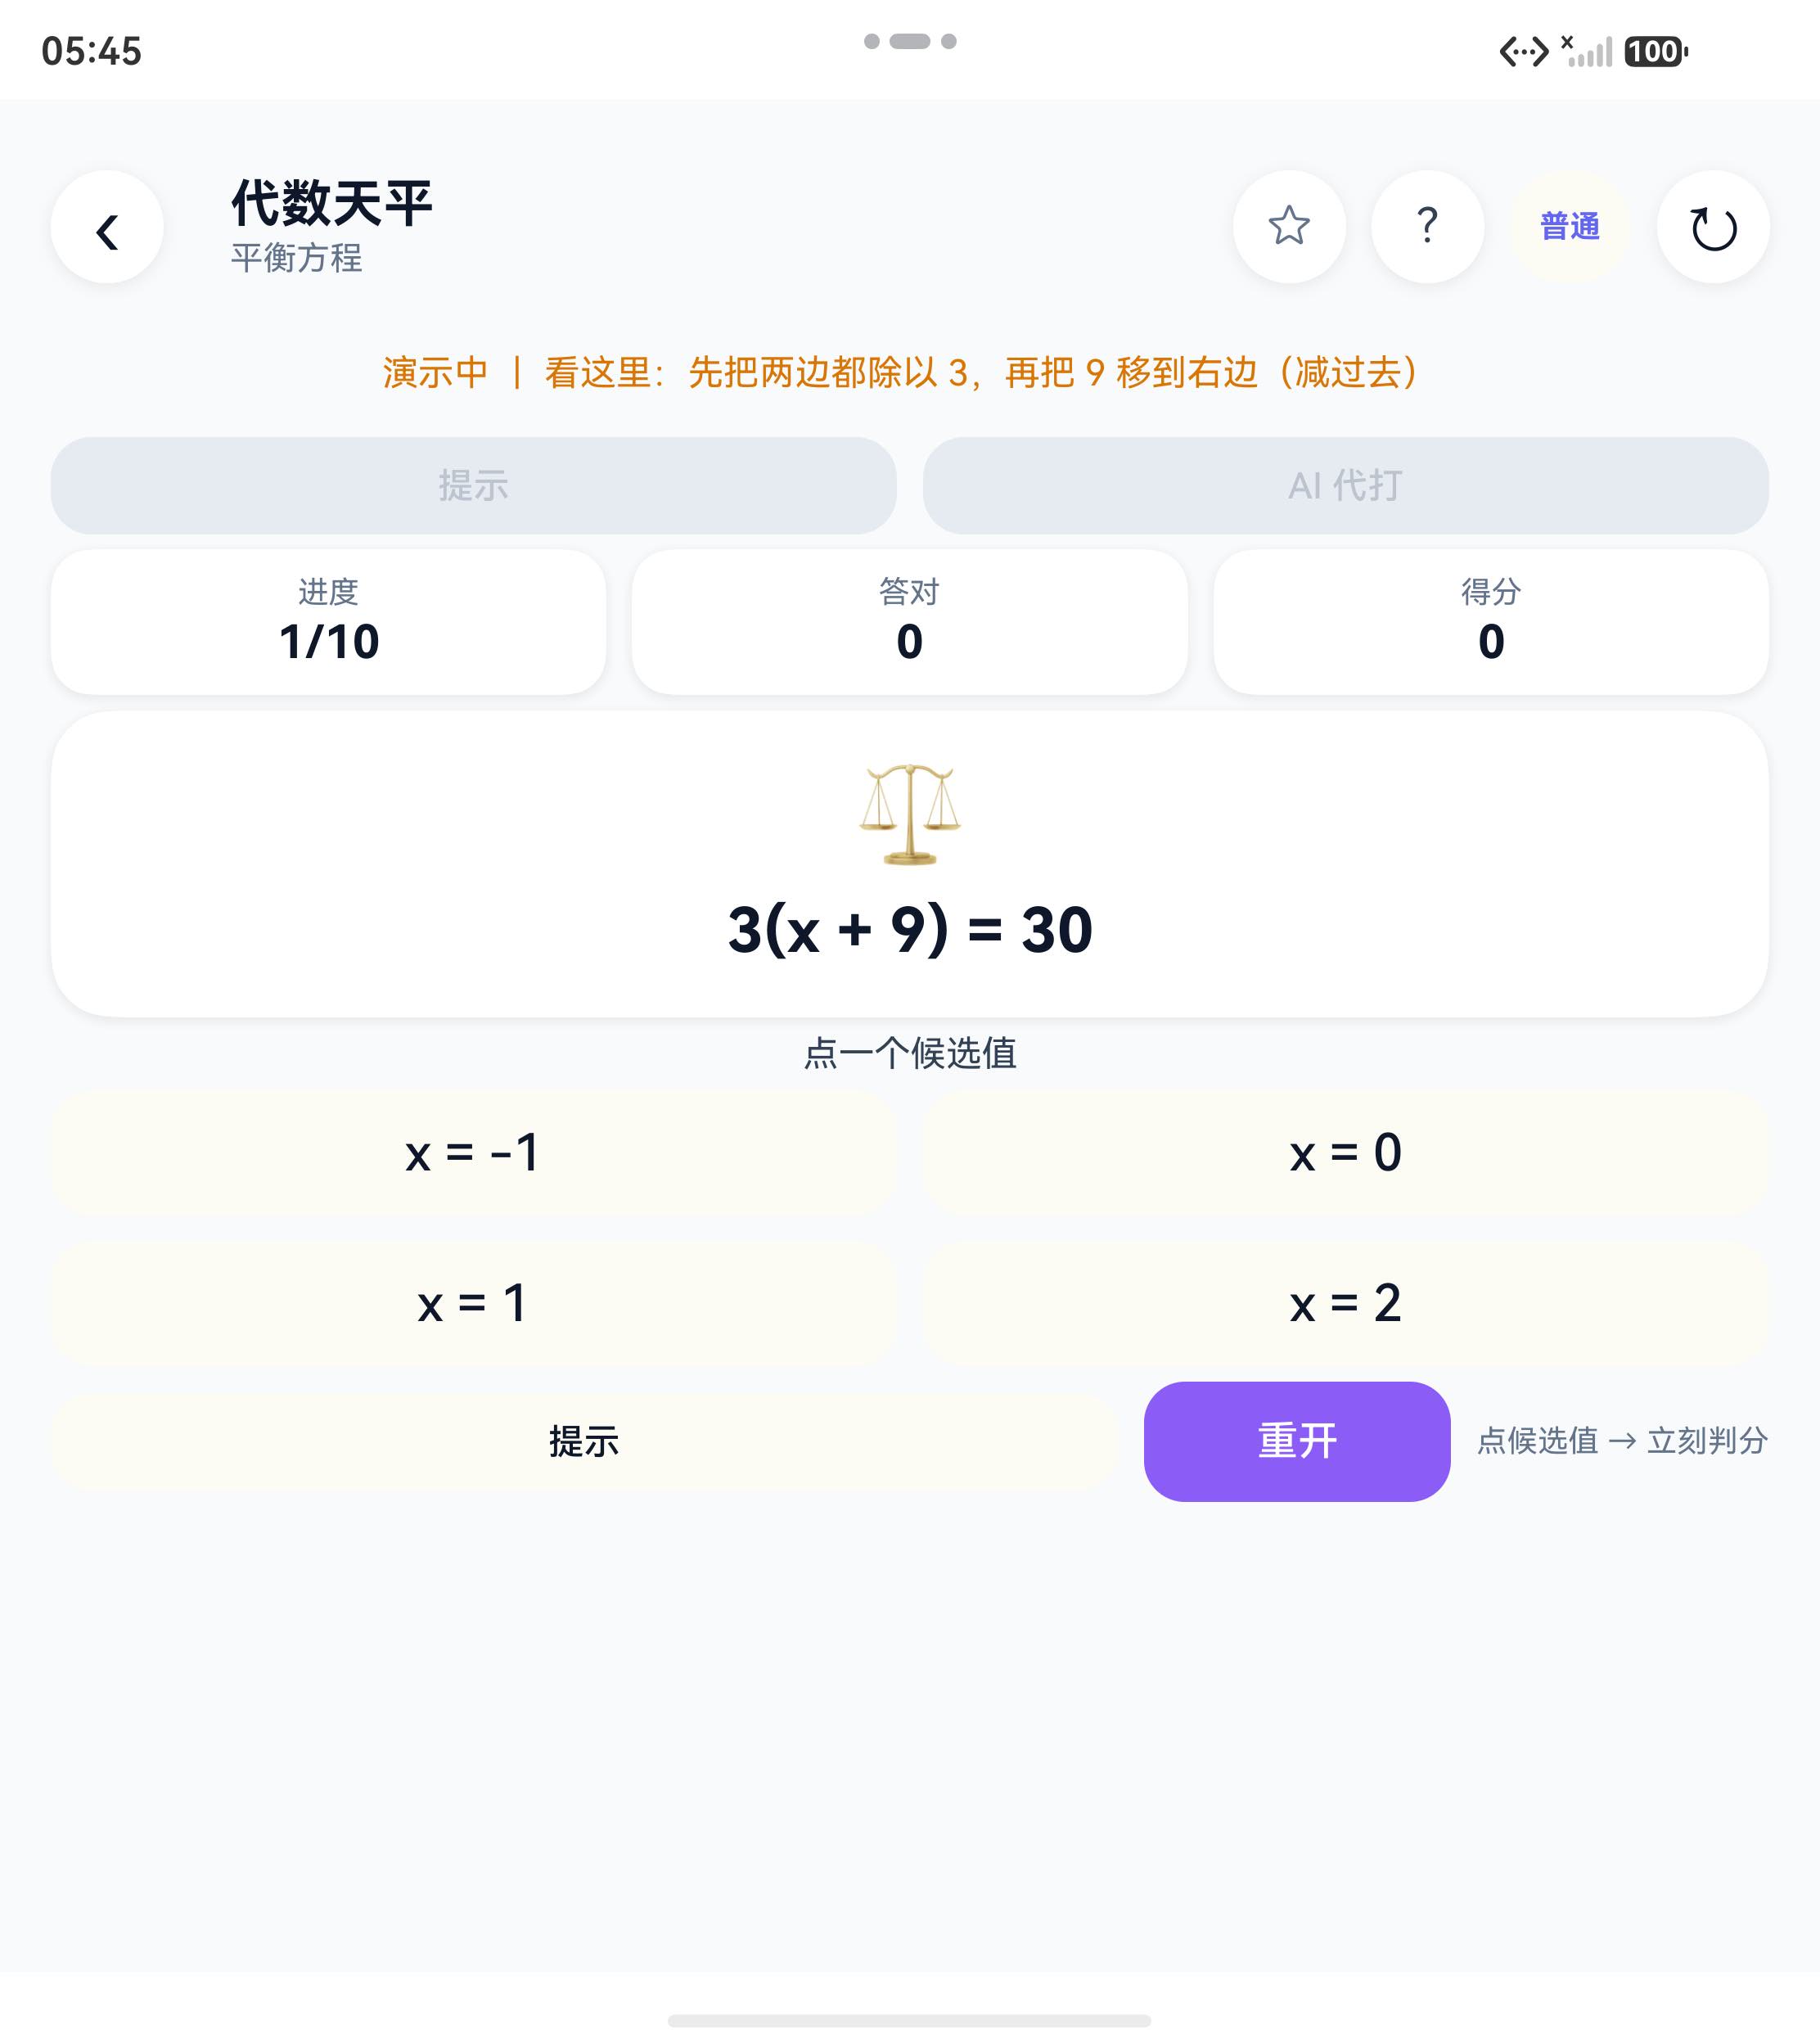 05:45
100
代数天平
平衡方程
?
普通
演示中 | 看这里：先把两边都除以 3，再把 9 移到右边（减过去）
提示
AI 代打
进度
1/10
答对
0
得分
0
3(x + 9) = 30
点一个候选值
x = -1
x = 0
x = 1
x = 2
提示
重开
点候选值 → 立刻判分